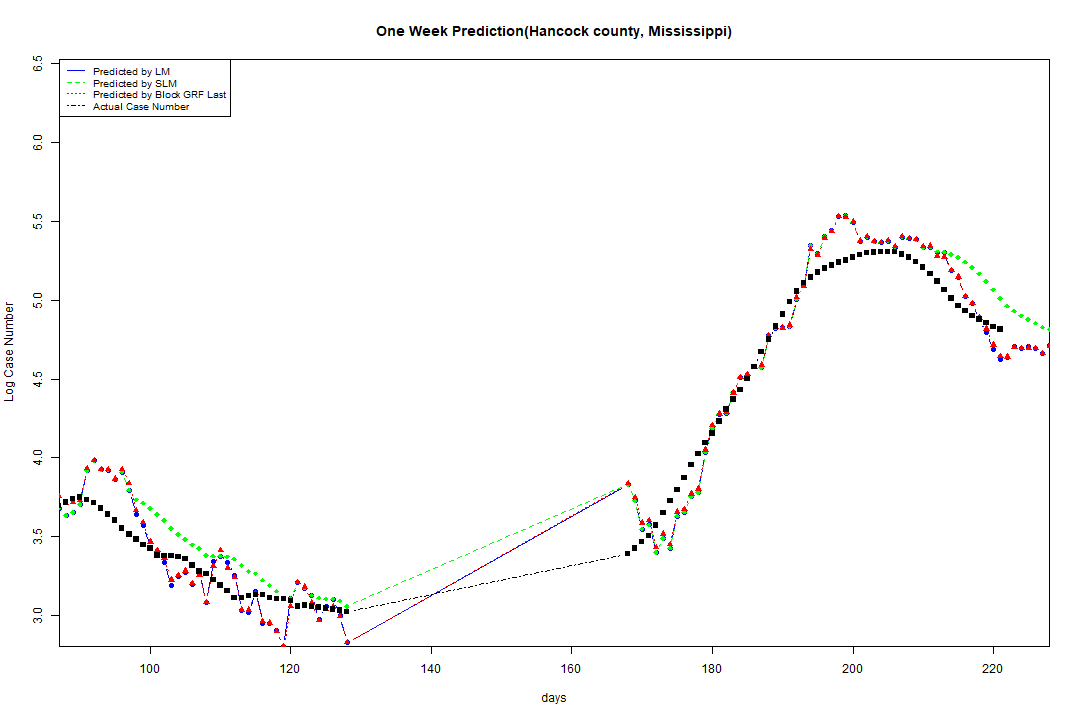 One Week Prediction(Hancock county, Mississippi)
Predicted by LM
Predicted by SLM
Predicted by Block GRF Last
Actual Case Number
Log Case Number
6.5
6.0
5.5
5.0
4.5
4.0
3.5
3.0
100 120 140 160 180 200 220
days